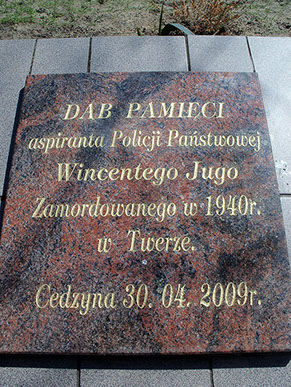 DĄB PAMIĘCI
aspiranta Policji Państwowej
Wincentego Jugo
Zamordowanego w 1940r.
w Twerze.
Cedzyna 30. 04. 2009r.